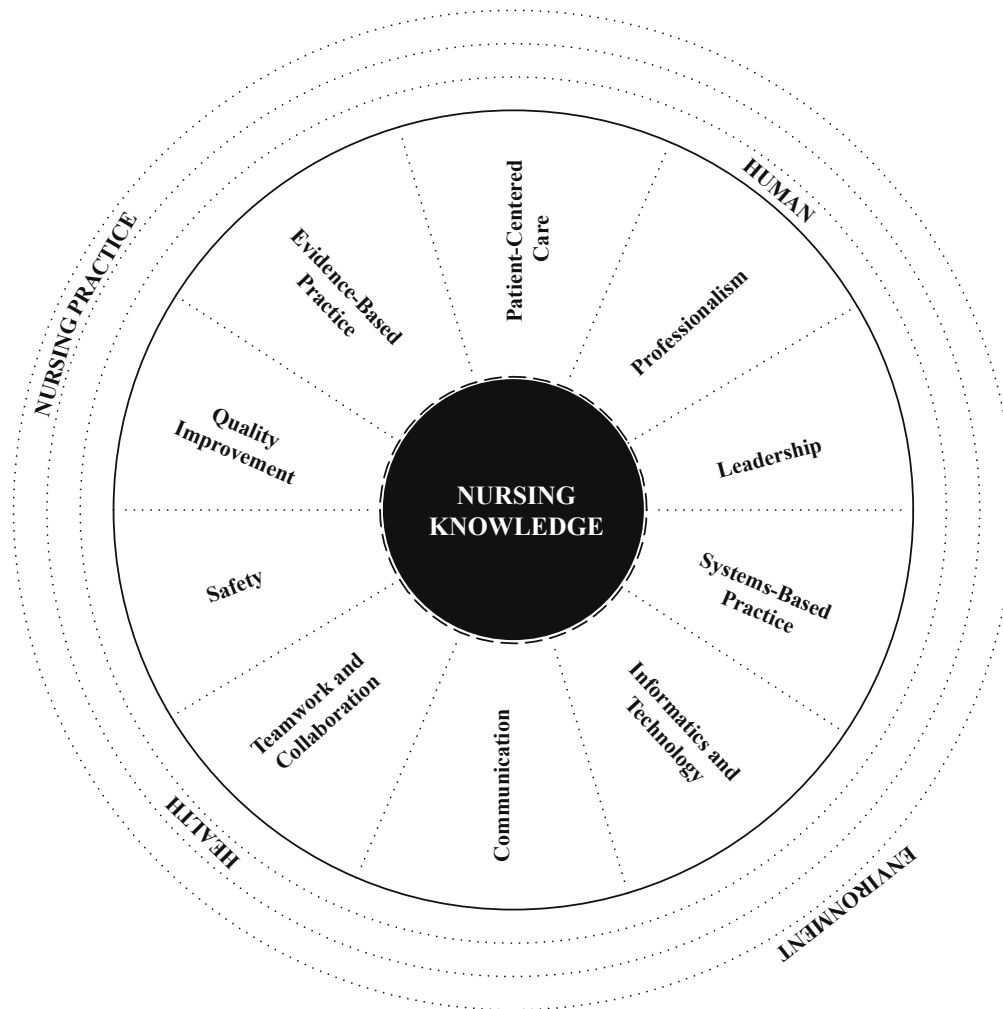 NURSING
KNOWLEDGE
Patient-Centered
Care
Professionalism
Leadership
Systems-Based
Practice
Informatics and
Technology
Communication
Teamwork and
Collaboration
Safety
Quality
Improvement
Evidence-Based
Practice
HUMAN
ENVIRONMENT
HEALTH
NURSING PRACTICE